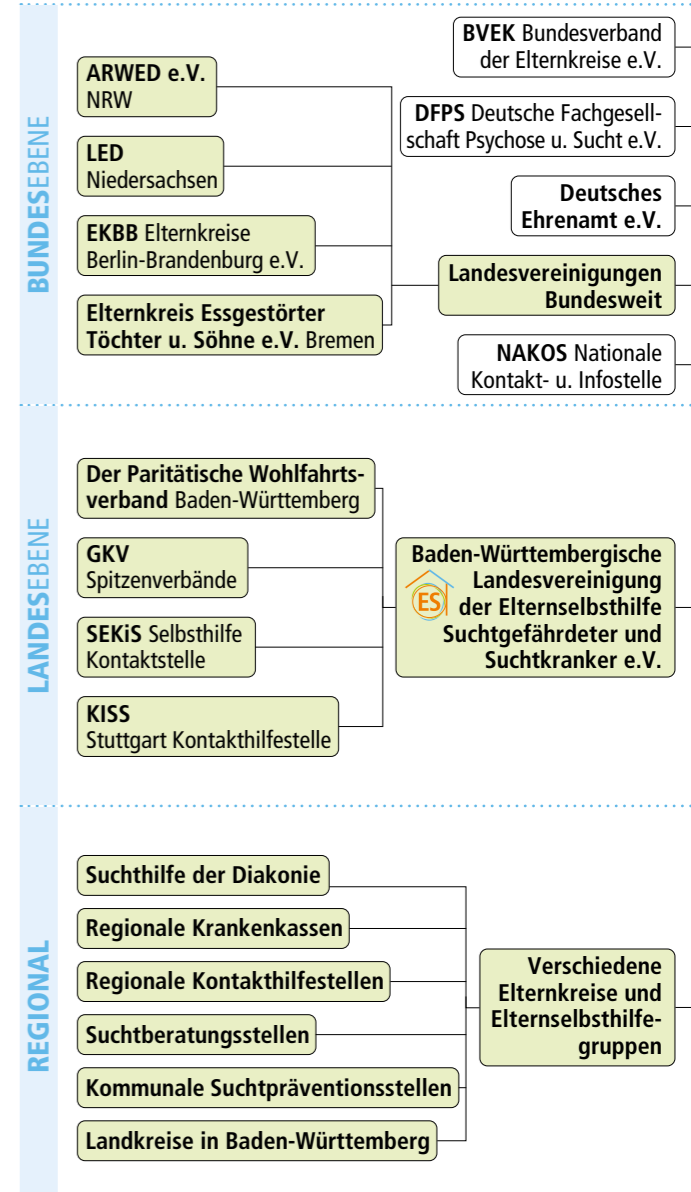 BUNDESEBENE
BVEK Bundesverband
der Elternkreise e.V.
ARWED e.V.
NRW
DFPS Deutsche Fachgesell-
schaft Psychose u. Sucht e.V.
LED
Niedersachsen
Deutsches
Ehrenamt e.V.
EKBB Elternkreise
Berlin-Brandenburg e.V.
Landesvereinigungen
Bundesweit
Elternkreis Essgestörter
Töchter u. Söhne e.V. Bremen
NAKOS Nationale
Kontakt- u. Infostelle
LANDESEBENE
Der Paritätische Wohlfahrts-
verband Baden-Württemberg
GKV
Spitzenverbände
SEKiS Selbsthilfe
Kontaktstelle
KISS
Stuttgart Kontakthilfestelle
Baden-Württembergische
Landesvereinigung
ES
der Elternselbsthilfe
Suchtgefährdeter und
Suchtkranker e.V.
REGIONAL
Suchthilfe der Diakonie
Regionale Krankenkassen
Regionale Kontakthilfestellen
Suchtberatungsstellen
Kommunale Suchtpräventionsstellen
Landkreise in Baden-Württemberg
Verschiedene
Elternkreise und
Elternselbsthilfe-
gruppen